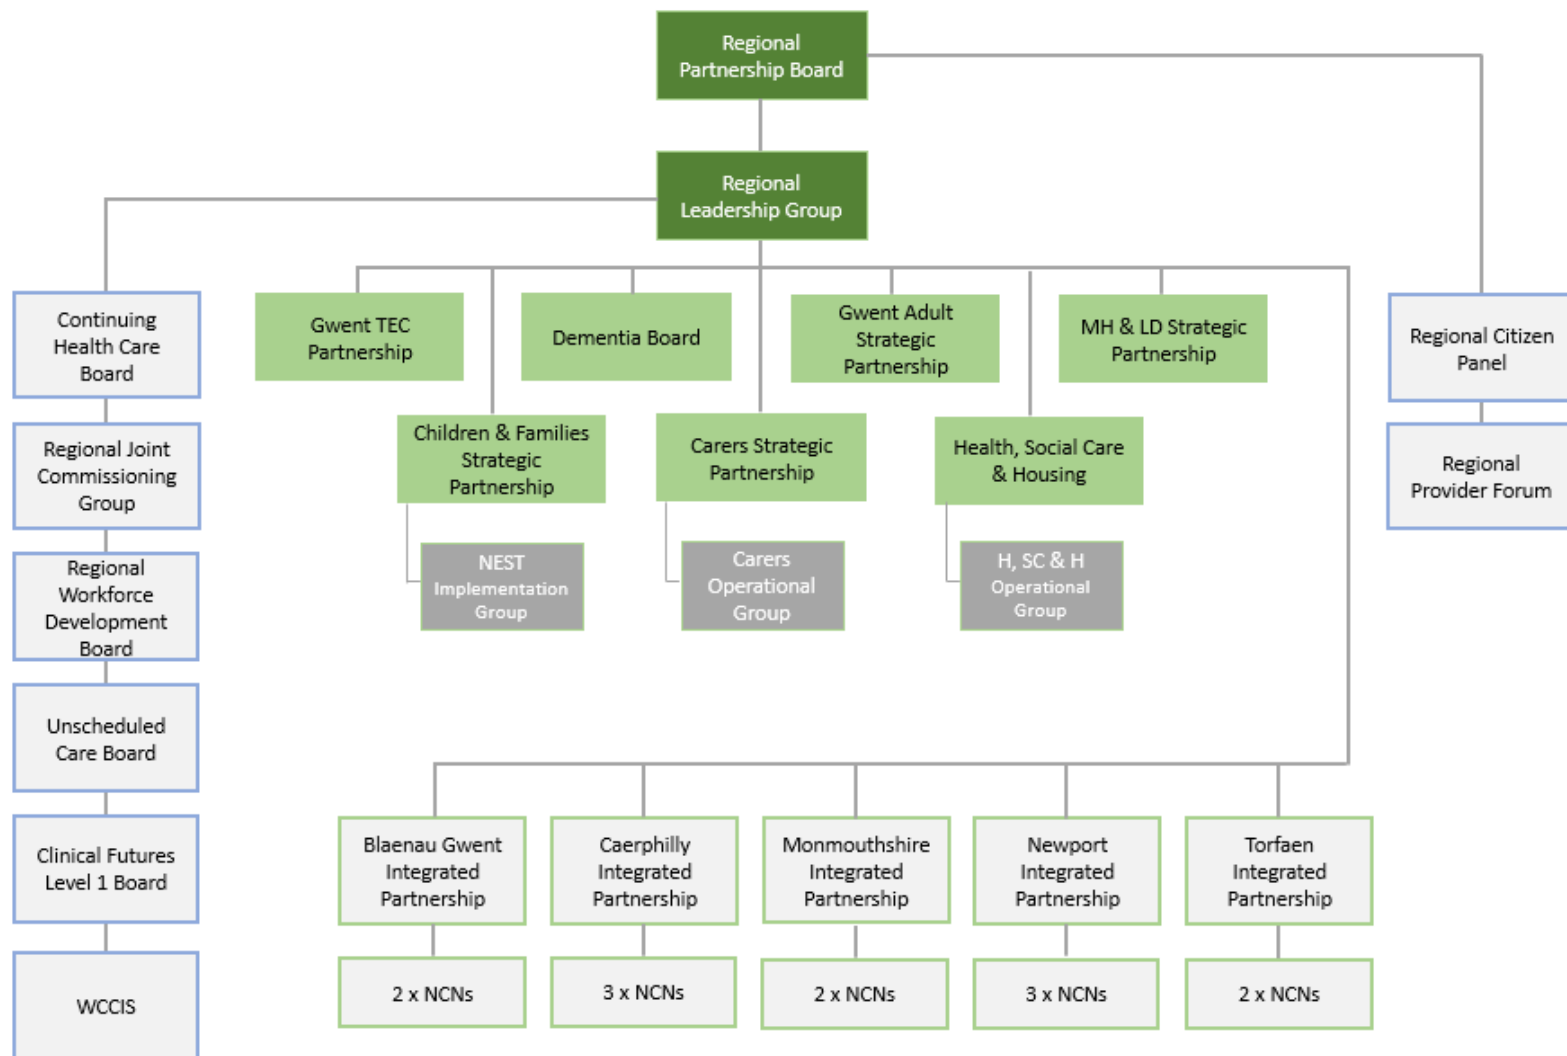 Regional
Partnership Board
Regional
Leadership Group
Continuing
Health Care
Board
Regional Joint
Commissioning
Group
Regional
Workforce
Development
Board
Unscheduled
Care Board
Clinical Futures
Level 1 Board
WCCIS
Gwent TEC
Partnership
Dementia Board
Gwent Adult
Strategic
Partnership
MH & LD Strategic
Partnership
Children & Families
Strategic
Partnership
Carers Strategic
Partnership
Health, Social Care
& Housing
NEST
Implementation
Group
Carers
Operational
Group
H, SC & H
Operational
Group
Regional Citizen
Panel
Regional
Provider Forum
Blaenau Gwent
Integrated
Partnership
Caerphilly
Integrated
Partnership
Monmouthshire
Integrated
Partnership
Newport
Integrated
Partnership
Torfaen
Integrated
Partnership
2 x NCNs
3 x NCNs
2 x NCNs
3 x NCNs
2 x NCNs